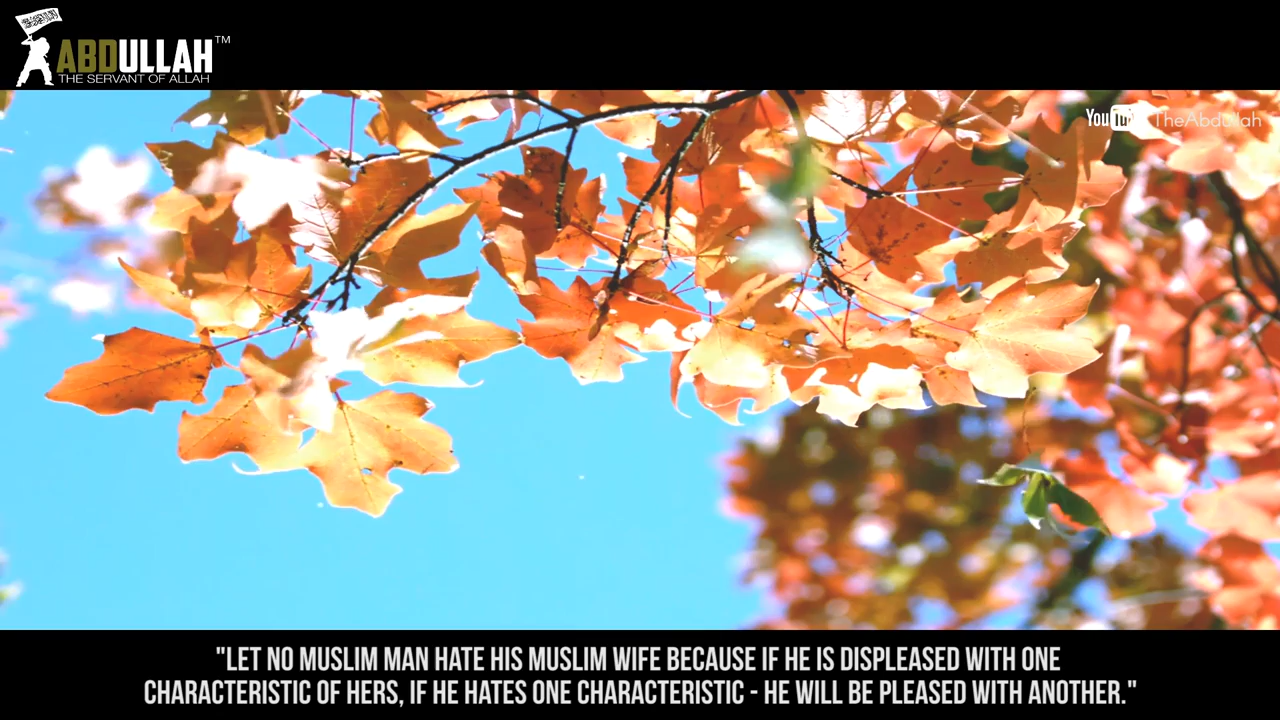 ABDULLAH™
THE SERVANT OF ALLAH
YouTube TheAbdullah
"LET NO MUSLIM MAN HATE HIS MUSLIM WIFE BECAUSE IF HE IS DISPLEASED WITH ONE
CHARACTERISTIC OF HERS, IF HE HATES ONE CHARACTERISTIC - HE WILL BE PLEASED WITH ANOTHER."